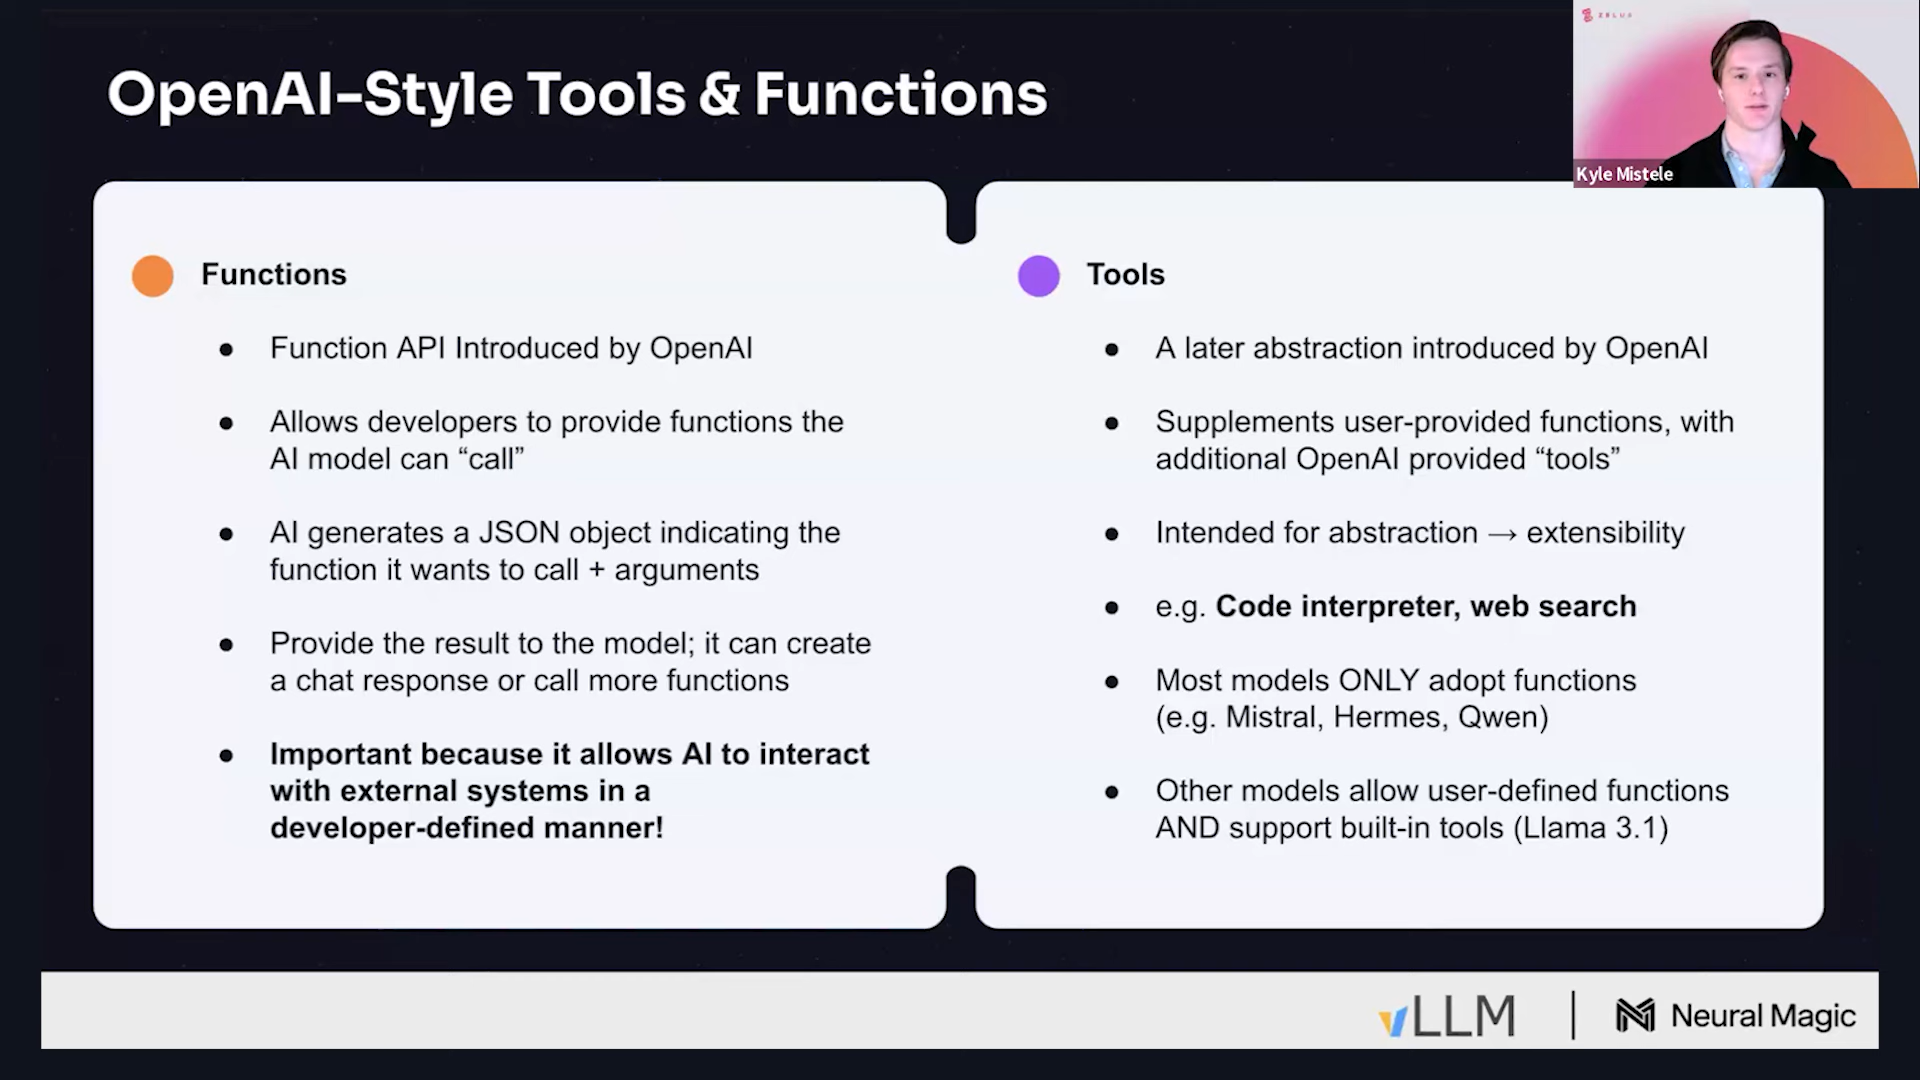 OpenAI-Style Tools & Functions
ZELUS
Kyle Mistele
Functions
● Function API Introduced by OpenAI
● Allows developers to provide functions the
AI model can “call”
● AI generates a JSON object indicating the
function it wants to call + arguments
● Provide the result to the model; it can create
a chat response or call more functions
● Important because it allows AI to interact
with external systems in a
developer-defined manner!
Tools
● A later abstraction introduced by OpenAI
● Supplements user-provided functions, with
additional OpenAI provided “tools”
● Intended for abstraction → extensibility
● e.g. Code interpreter, web search
● Most models ONLY adopt functions
(e.g. Mistral, Hermes, Qwen)
● Other models allow user-defined functions
AND support built-in tools (Llama 3.1)
vLLM | Neural Magic